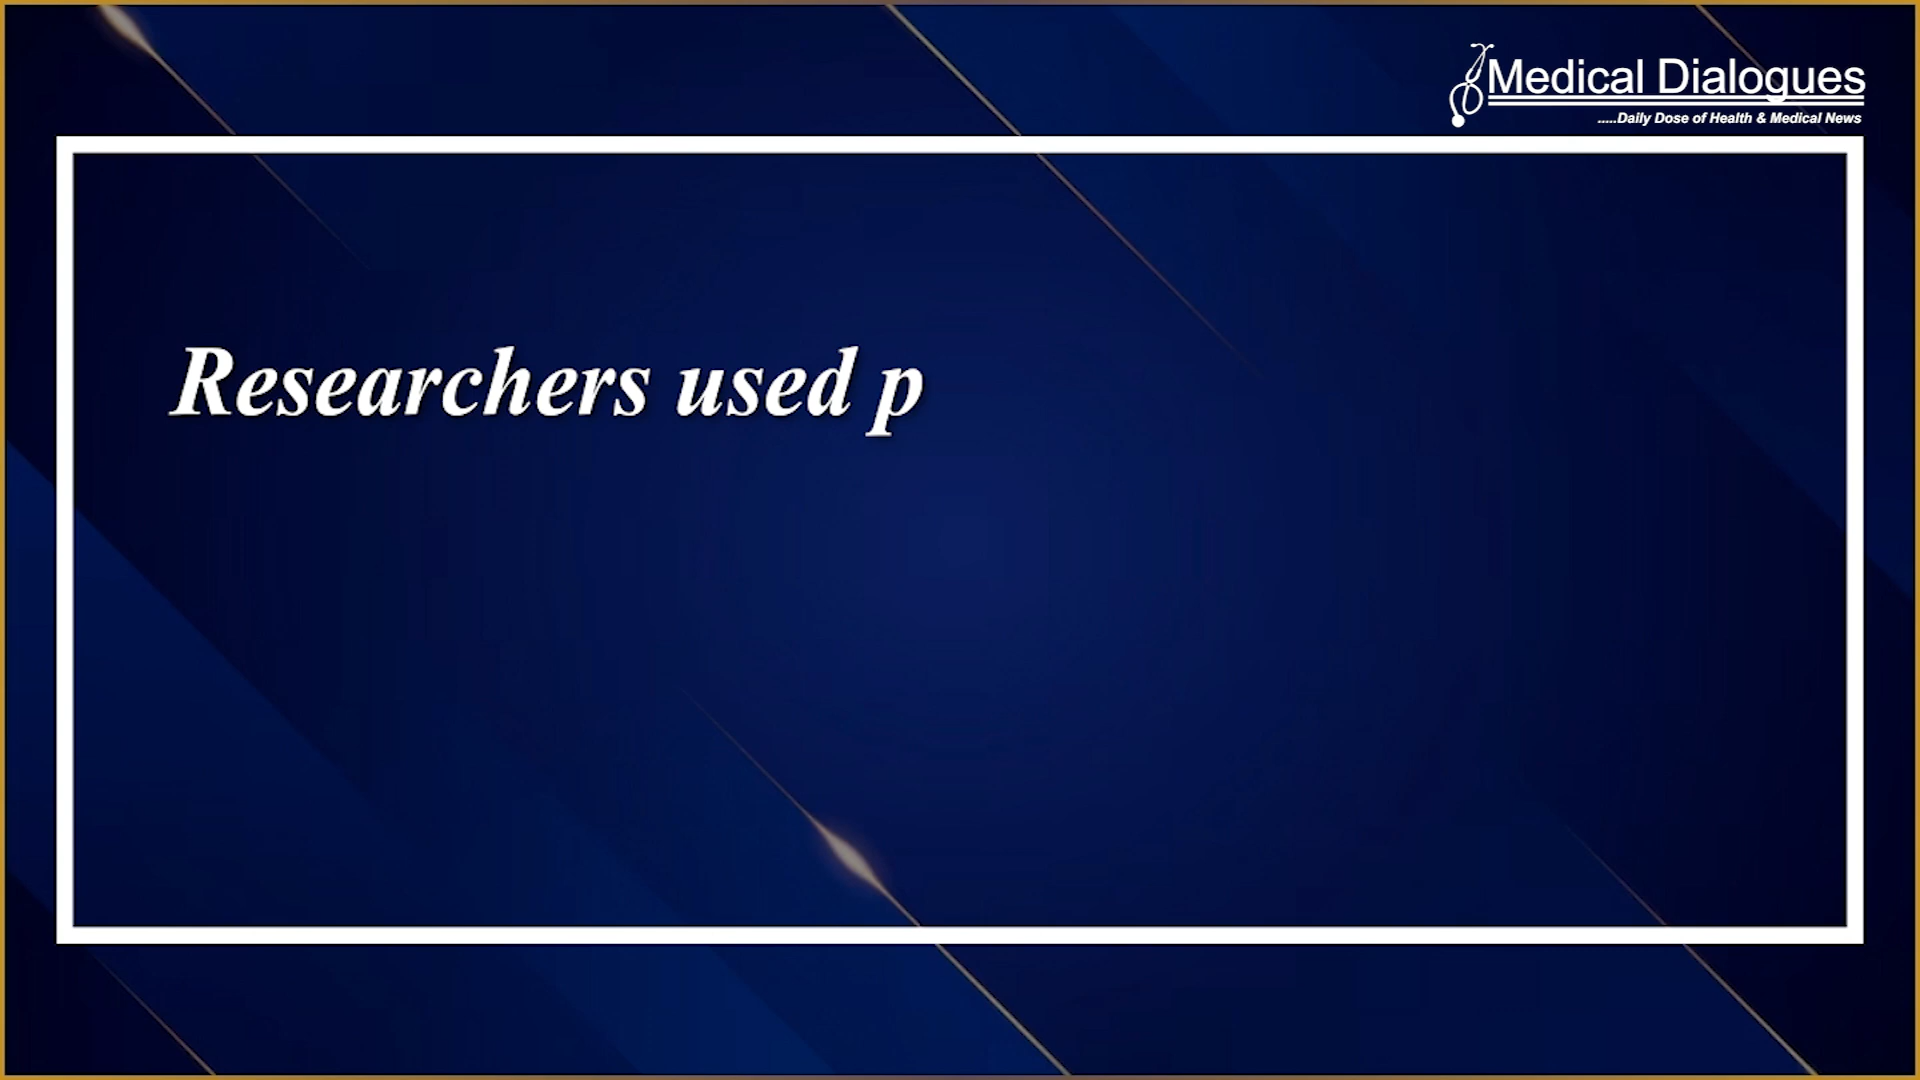 Medical Dialogues
.....Daily Dose of Health & Medical News
Researchers used p